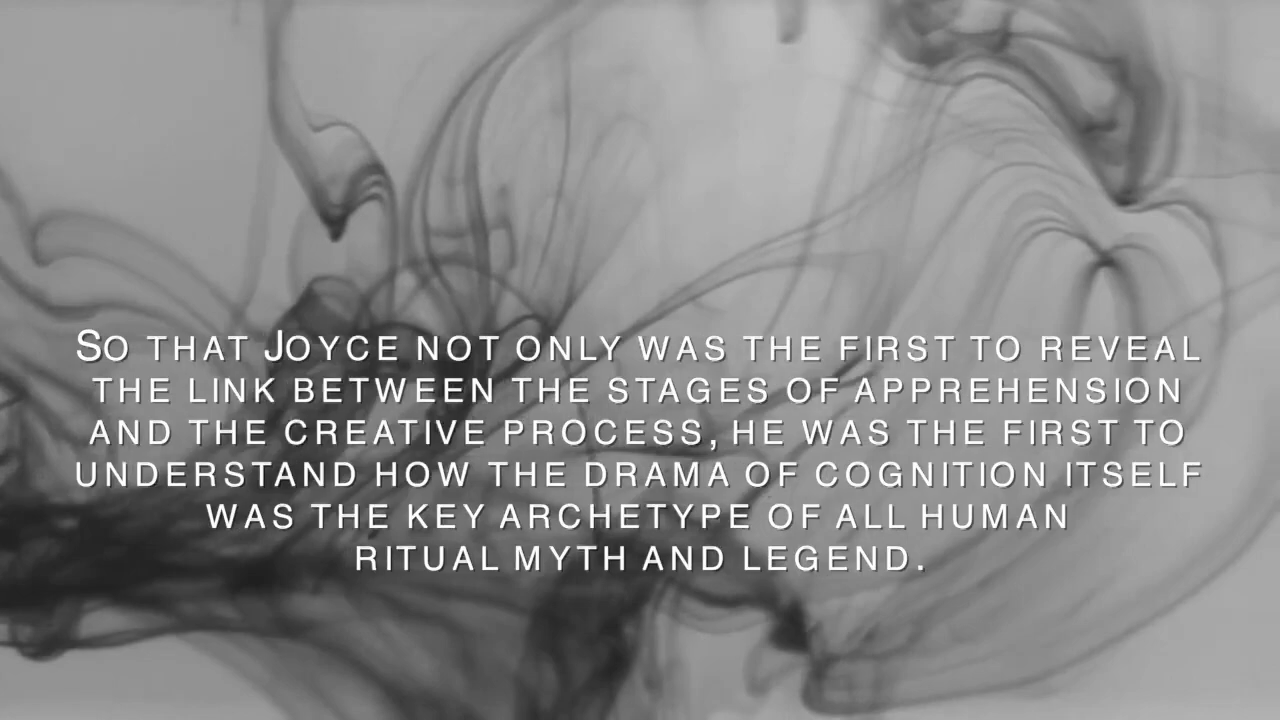 So that Joyce not only was the first to reveal
the link between the stages of apprehension
and the creative process, he was the first to
understand how the drama of cognition itself
was the key archetype of all human
ritual myth and legend.